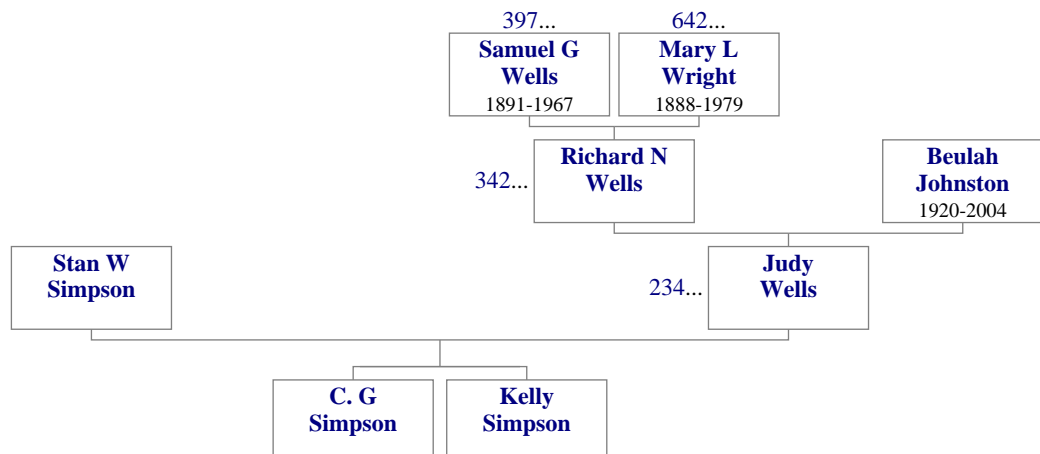 397...
642...
Samuel G
Wells
1891-1967
Mary L
Wright
1888-1979
342...
Richard N
Wells
Beulah
Johnston
1920-2004
Stan W
Simpson
234...
Judy
Wells
C. G
Simpson
Kelly
Simpson